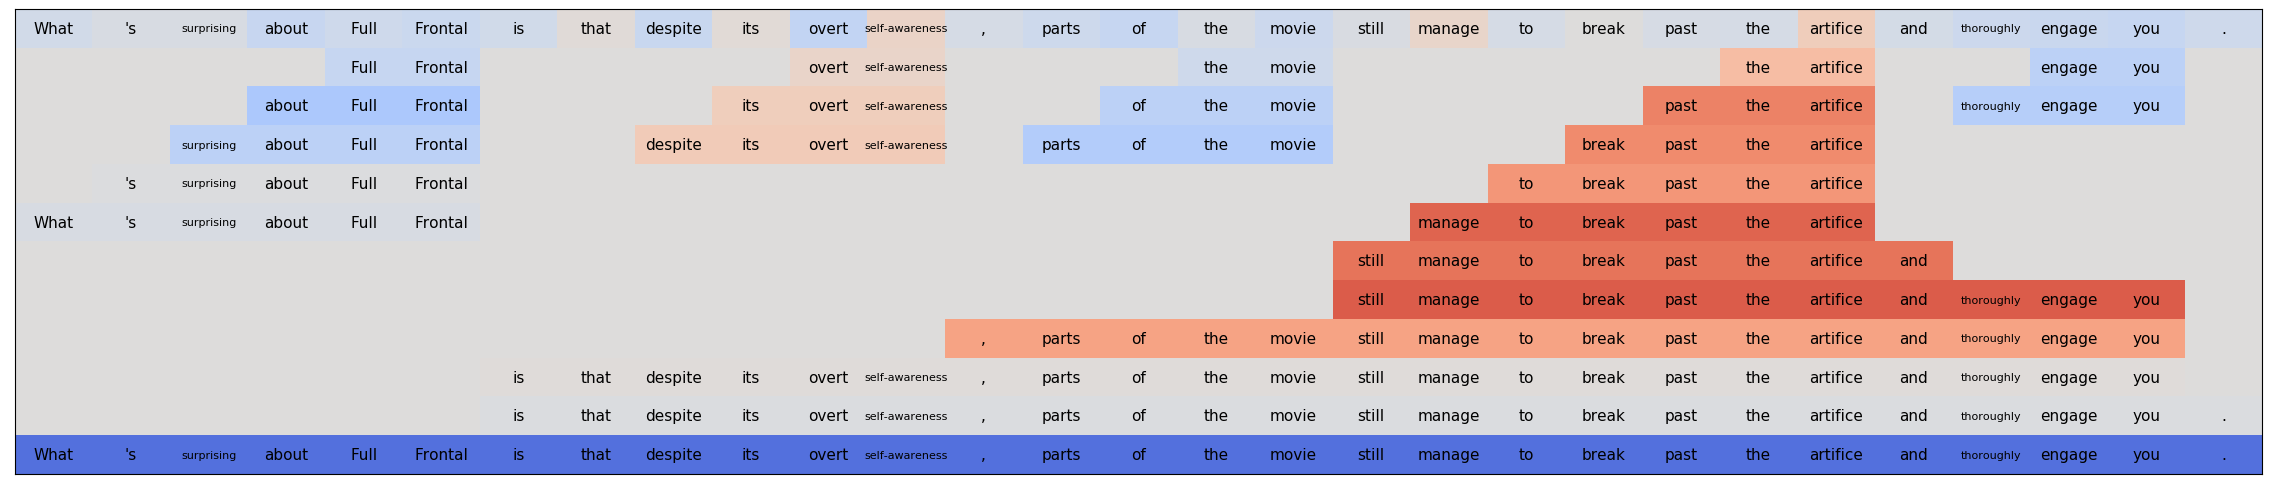 What 's surprising about Full Frontal is that despite its overt self-awareness , parts of the movie still manage to break past the artifice and thoroughly engage you .
Full Frontal overt self-awareness the movie the artifice engage you
about Full Frontal its overt self-awareness of the movie past the artifice thoroughly engage you
surprising about Full Frontal despite its overt self-awareness parts of the movie break past the artifice
's surprising about Full Frontal to break past the artifice
What 's surprising about Full Frontal manage to break past the artifice
still manage to break past the artifice and
still manage to break past the artifice and thoroughly engage you
, parts of the movie still manage to break past the artifice and thoroughly engage you
is that despite its overt self-awareness , parts of the movie still manage to break past the artifice and thoroughly engage you
is that despite its overt self-awareness , parts of the movie still manage to break past the artifice and thoroughly engage you .
What 's surprising about Full Frontal is that despite its overt self-awareness , parts of the movie still manage to break past the artifice and thoroughly engage you .